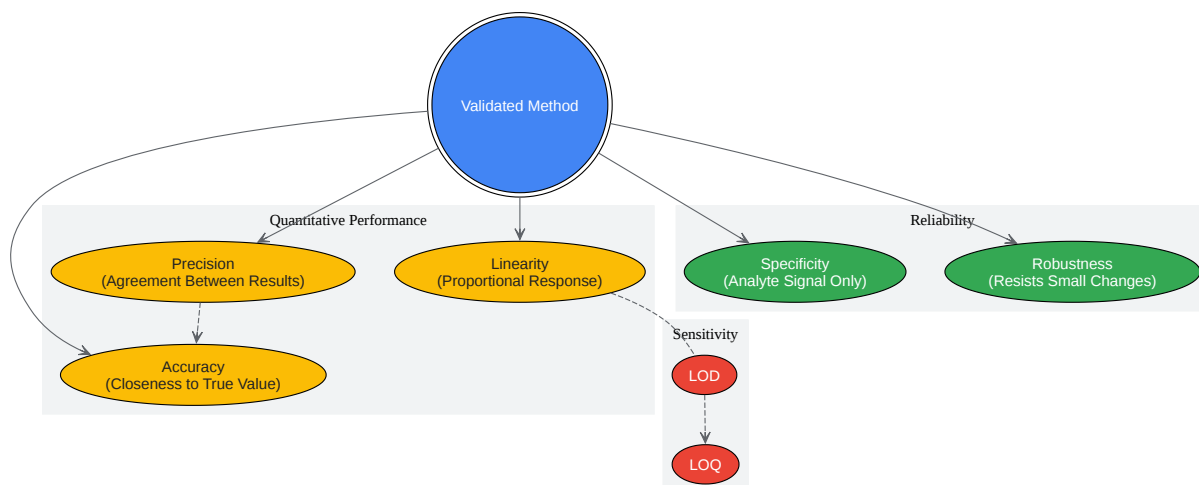 Validated Method
Quantitative Performance
Reliability
Precision
(Agreement Between Results)
Linearity
(Proportional Response)
Specificity
(Analyte Signal Only)
Robustness
(Resists Small Changes)
Sensitivity
Accuracy
(Closeness to True Value)
LOD
LOQ